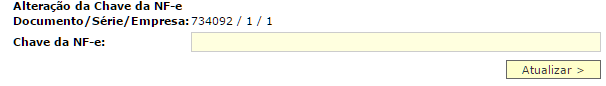 Alteração da Chave da NF-e
Documento/Série/Empresa: 734092 / 1 / 1
Chave da NF-e:
Atualizar >